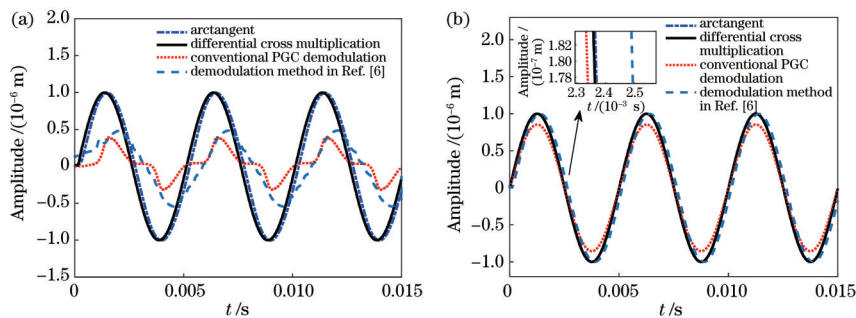 (a)
2.0
1.5
1.0
0.5
0
−0.5
−1.0
−1.5
Amplitude /(10⁻⁶ m)
arctangent
differential cross multiplication
conventional PGC demodulation
demodulation method in Ref. [6]
0
0.005
0.010
0.015
t /s
(b)
2.0
1.5
1.0
0.5
0
−0.5
−1.0
Amplitude /(10⁻⁶ m)
Amplitude /
(10⁻⁷ m)
1.82
1.80
1.78
2.3 2.4 2.5
t /(10⁻³ s)
arctangent
differential cross
multiplication
conventional PGC
demodulation
demodulation method
in Ref. [6]
0
0.005
0.010
0.015
t /s